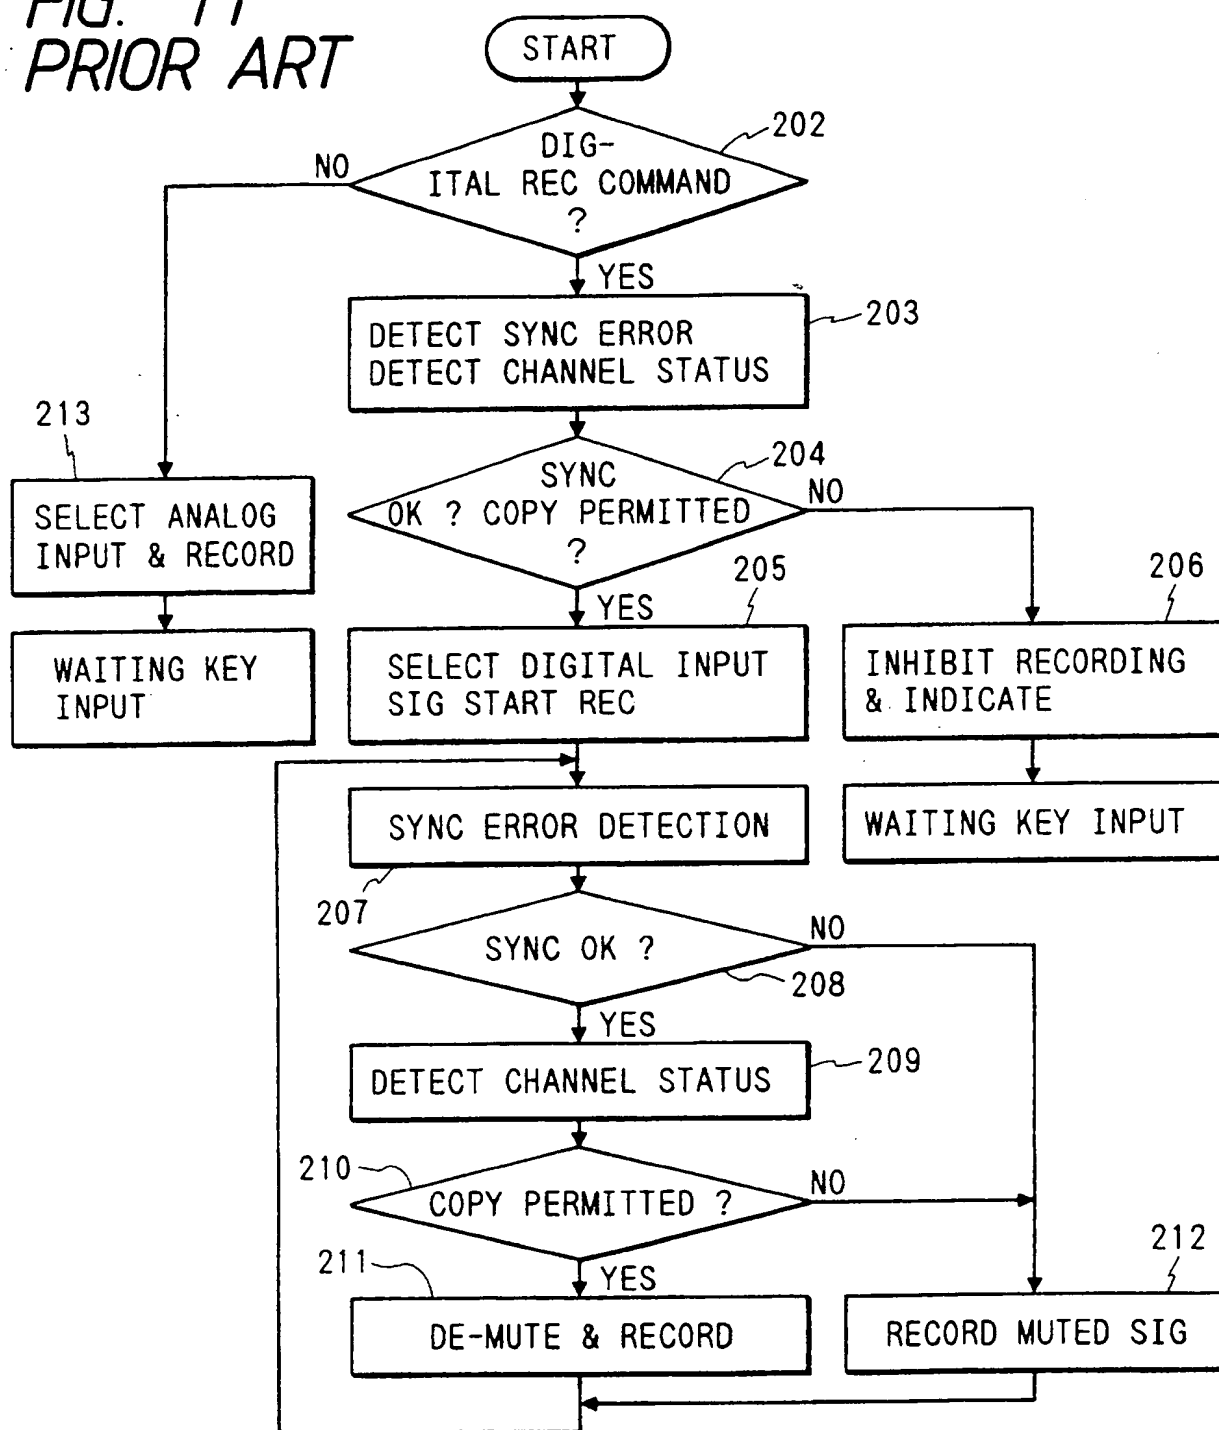 FIG. 11
PRIOR ART
START
202
DIG-
ITAL REC COMMAND
?
NO
YES
203
DETECT SYNC ERROR
DETECT CHANNEL STATUS
213
SELECT ANALOG
INPUT & RECORD
204
SYNC
OK ? COPY PERMITTED
?
NO
YES
205
206
WAITING KEY
INPUT
SELECT DIGITAL INPUT
SIG START REC
INHIBIT RECORDING
& INDICATE
SYNC ERROR DETECTION
WAITING KEY INPUT
207
SYNC OK ?
NO
208
YES
DETECT CHANNEL STATUS
209
210
COPY PERMITTED ?
NO
211
YES
212
DE-MUTE & RECORD
RECORD MUTED SIG